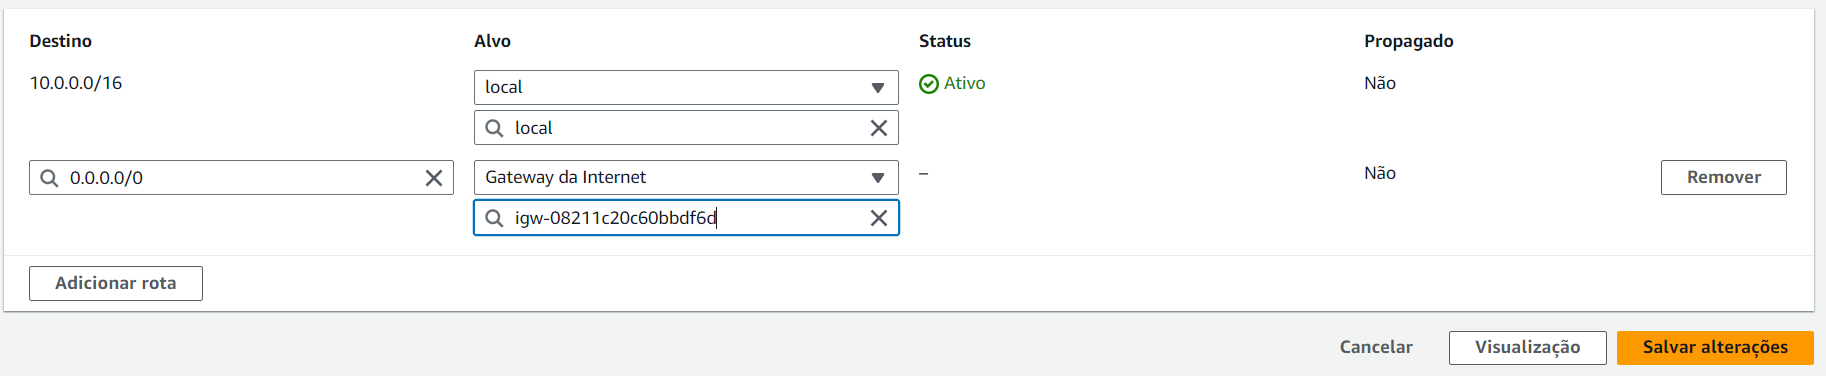 Destino Alvo Status Propagado
10.0.0.0/16 local Ativo Não
local
0.0.0.0/0 Gateway da Internet – Não Remover
igw-08211c20c60bbdf6d
Adicionar rota
Cancelar Visualização Salvar alterações